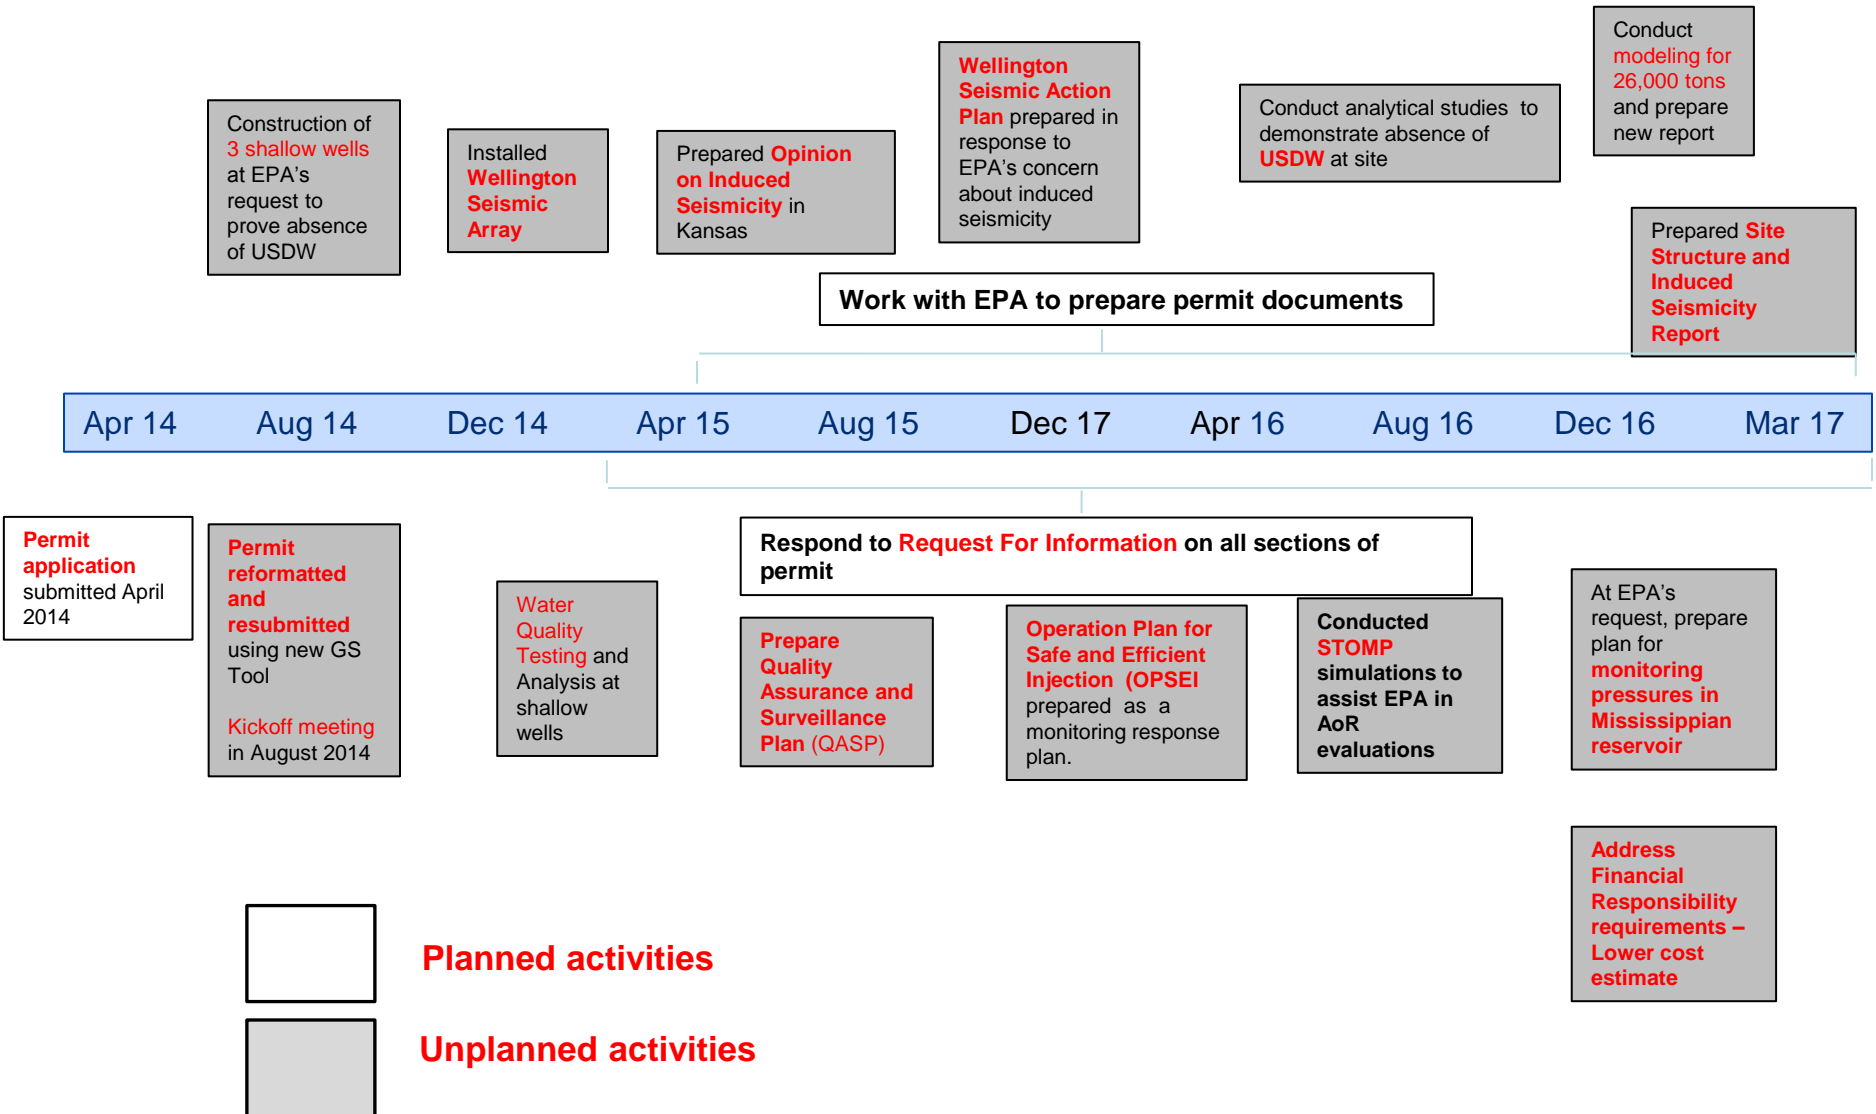 Conduct
modeling for
26,000 tons
and prepare
new report
Wellington
Seismic Action
Plan prepared in
response to
EPA's concern
about induced
seismicity
Construction of
3 shallow wells
at EPA's
request to
prove absence
of USDW
Installed
Wellington
Seismic
Array
Prepared Opinion
on Induced
Seismicity in
Kansas
Conduct analytical studies to
demonstrate absence of
USDW at site
Prepared Site
Structure and
Induced
Seismicity
Report
Work with EPA to prepare permit documents
Apr 14 Aug 14 Dec 14 Apr 15 Aug 15 Dec 17 Apr 16 Aug 16 Dec 16 Mar 17
Permit
application
submitted April
2014
Permit
reformatted
and
resubmitted
using new GS
Tool
Kickoff meeting
in August 2014
Water
Quality
Testing and
Analysis at
shallow
wells
Respond to Request For Information on all sections of
permit
Prepare
Quality
Assurance and
Surveillance
Plan (QASP)
Operation Plan for
Safe and Efficient
Injection (OPSEI
prepared as a
monitoring response
plan.
Conducted
STOMP
simulations to
assist EPA in
AoR
evaluations
At EPA's
request, prepare
plan for
monitoring
pressures in
Mississippian
reservoir
Address
Financial
Responsibility
requirements –
Lower cost
estimate
Planned activities
Unplanned activities